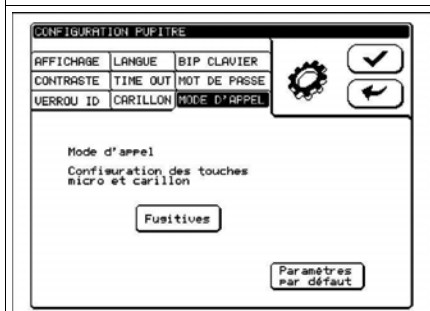 CONFIGURATION PUPITRE
AFFICHAGE LANGUE BIP CLAVIER
CONTRASTE TIME OUT MOT DE PASSE
VERROU ID CARILLON MODE D'APPEL
Mode d'appel
Configuration des touches
micro et carillon
Fugitives
Paramètres
par défaut